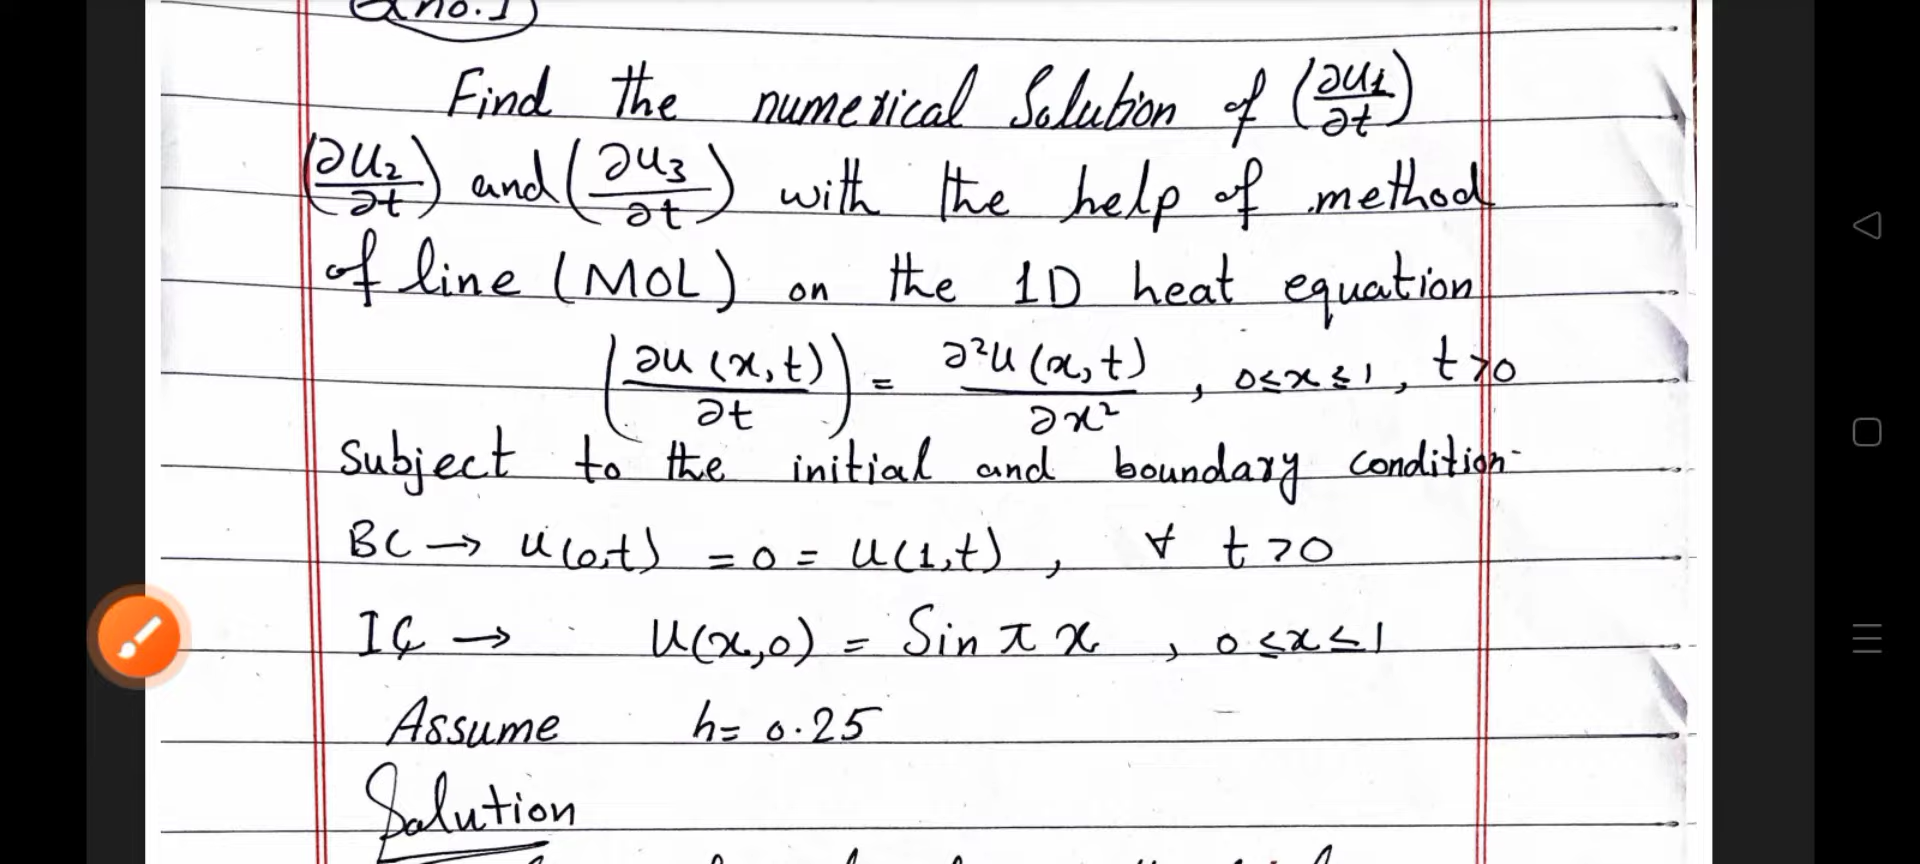 Qno.1)
Find the numerical Solution of (∂u1/∂t)
(∂u2/∂t) and (∂u3/∂t) with the help of method
of line (MOL) on the 1D heat equation
(∂u(x,t)/∂t) = ∂²u(x,t)/∂x² , 0≤x≤1, t>0
subject to the initial and boundary condition-
BC → u(0,t) = 0 = u(1,t) , ∀ t>0
IC → u(x,0) = Sin π x , 0≤x≤1
Assume h= 0.25
Solution